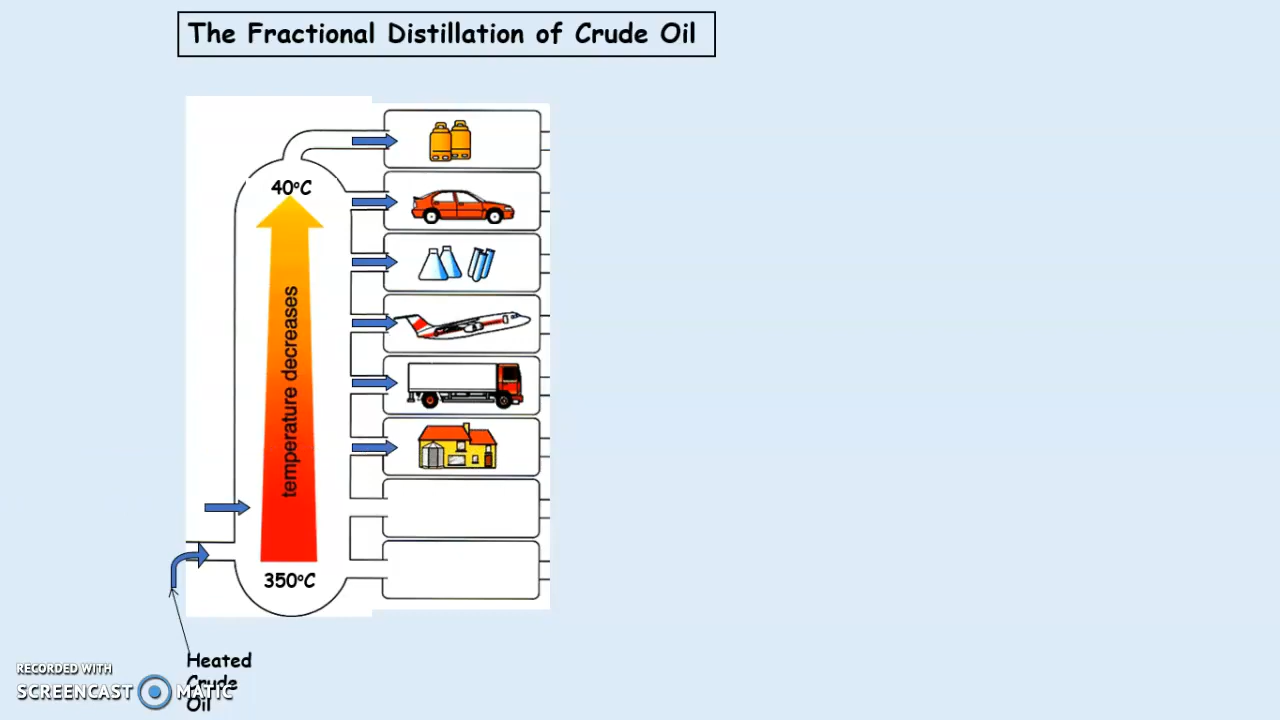 The Fractional Distillation of Crude Oil
40°C
temperature decreases
350°C
Heated
Crude
Oil
RECORDED WITH
SCREENCAST MATIC